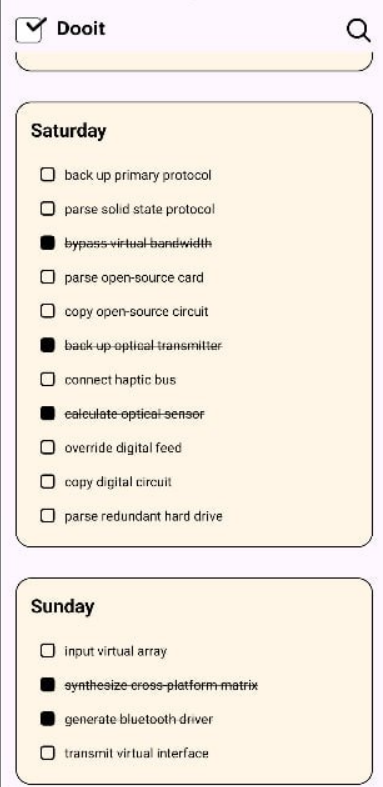 Dooit
Saturday
back up primary protocol
parse solid state protocol
bypass virtual bandwidth
parse open-source card
copy open-source circuit
back up optical transmitter
connect haptic bus
calculate optical sensor
override digital feed
copy digital circuit
parse redundant hard drive
Sunday
input virtual array
synthesize cross-platform matrix
generate bluetooth driver
transmit virtual interface